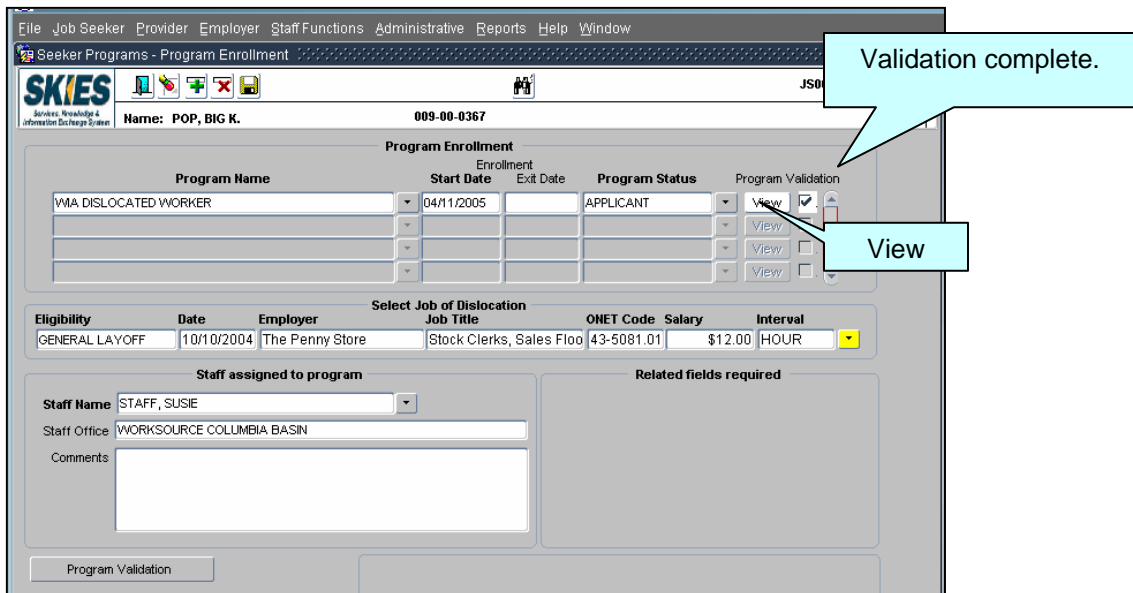 File Job Seeker Provider Employer Staff Functions Administrative Reports Help Window
Seeker Programs - Program Enrollment
Validation complete.
SKIES
Services, Knowledge &
Information Exchange System
Name: POP, BIG K. 009-00-0367
Program Enrollment
Enrollment
Program Name Start Date Exit Date Program Status Program Validation
WIA DISLOCATED WORKER 04/11/2005 APPLICANT View
View
View
View
View
Select Job of Dislocation
Eligibility Date Employer Job Title ONET Code Salary Interval
GENERAL LAYOFF 10/10/2004 The Penny Store Stock Clerks, Sales Floo 43-5081.01 $12.00 HOUR
Staff assigned to program Related fields required
Staff Name STAFF, SUSIE
Staff Office WORKSOURCE COLUMBIA BASIN
Comments
Program Validation